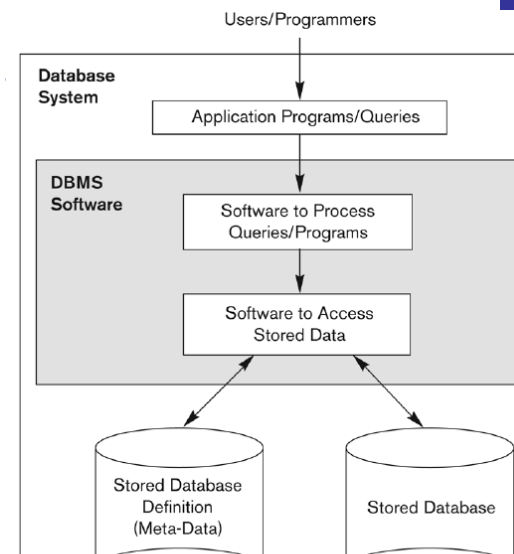 Users/Programmers
Database
System
Application Programs/Queries
DBMS
Software
Software to Process
Queries/Programs
Software to Access
Stored Data
Stored Database
Definition
(Meta-Data)
Stored Database